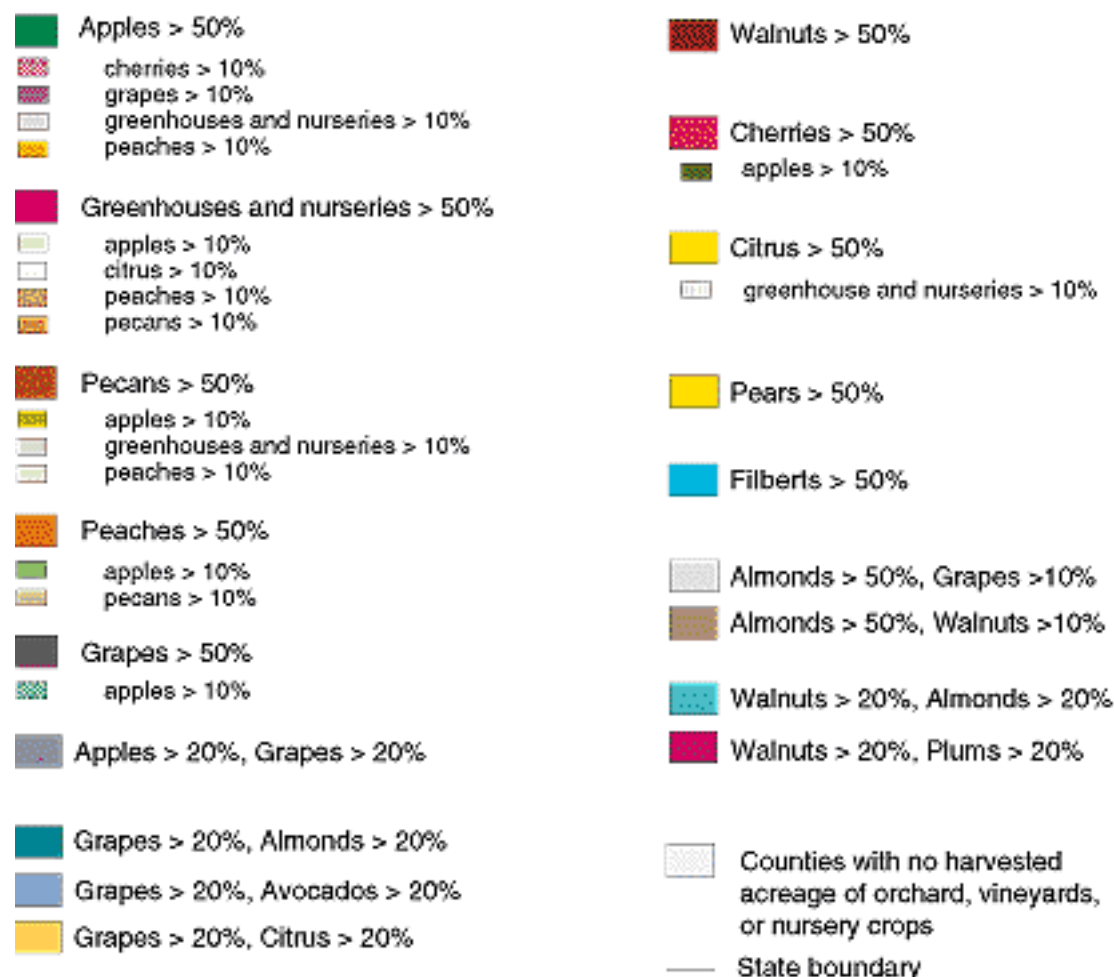 Apples > 50%
cherries > 10%
grapes > 10%
greenhouses and nurseries > 10%
peaches > 10%
Greenhouses and nurseries > 50%
apples > 10%
citrus > 10%
peaches > 10%
pecans > 10%
Pecans > 50%
apples > 10%
greenhouses and nurseries > 10%
peaches > 10%
Peaches > 50%
apples > 10%
pecans > 10%
Grapes > 50%
apples > 10%
Apples > 20%, Grapes > 20%
Grapes > 20%, Almonds > 20%
Grapes > 20%, Avocados > 20%
Grapes > 20%, Citrus > 20%
Walnuts > 50%
Cherries > 50%
apples > 10%
Citrus > 50%
greenhouse and nurseries > 10%
Pears > 50%
Filberts > 50%
Almonds > 50%, Grapes >10%
Almonds > 50%, Walnuts >10%
Walnuts > 20%, Almonds > 20%
Walnuts > 20%, Plums > 20%
Counties with no harvested
acreage of orchard, vineyards,
or nursery crops
State boundary